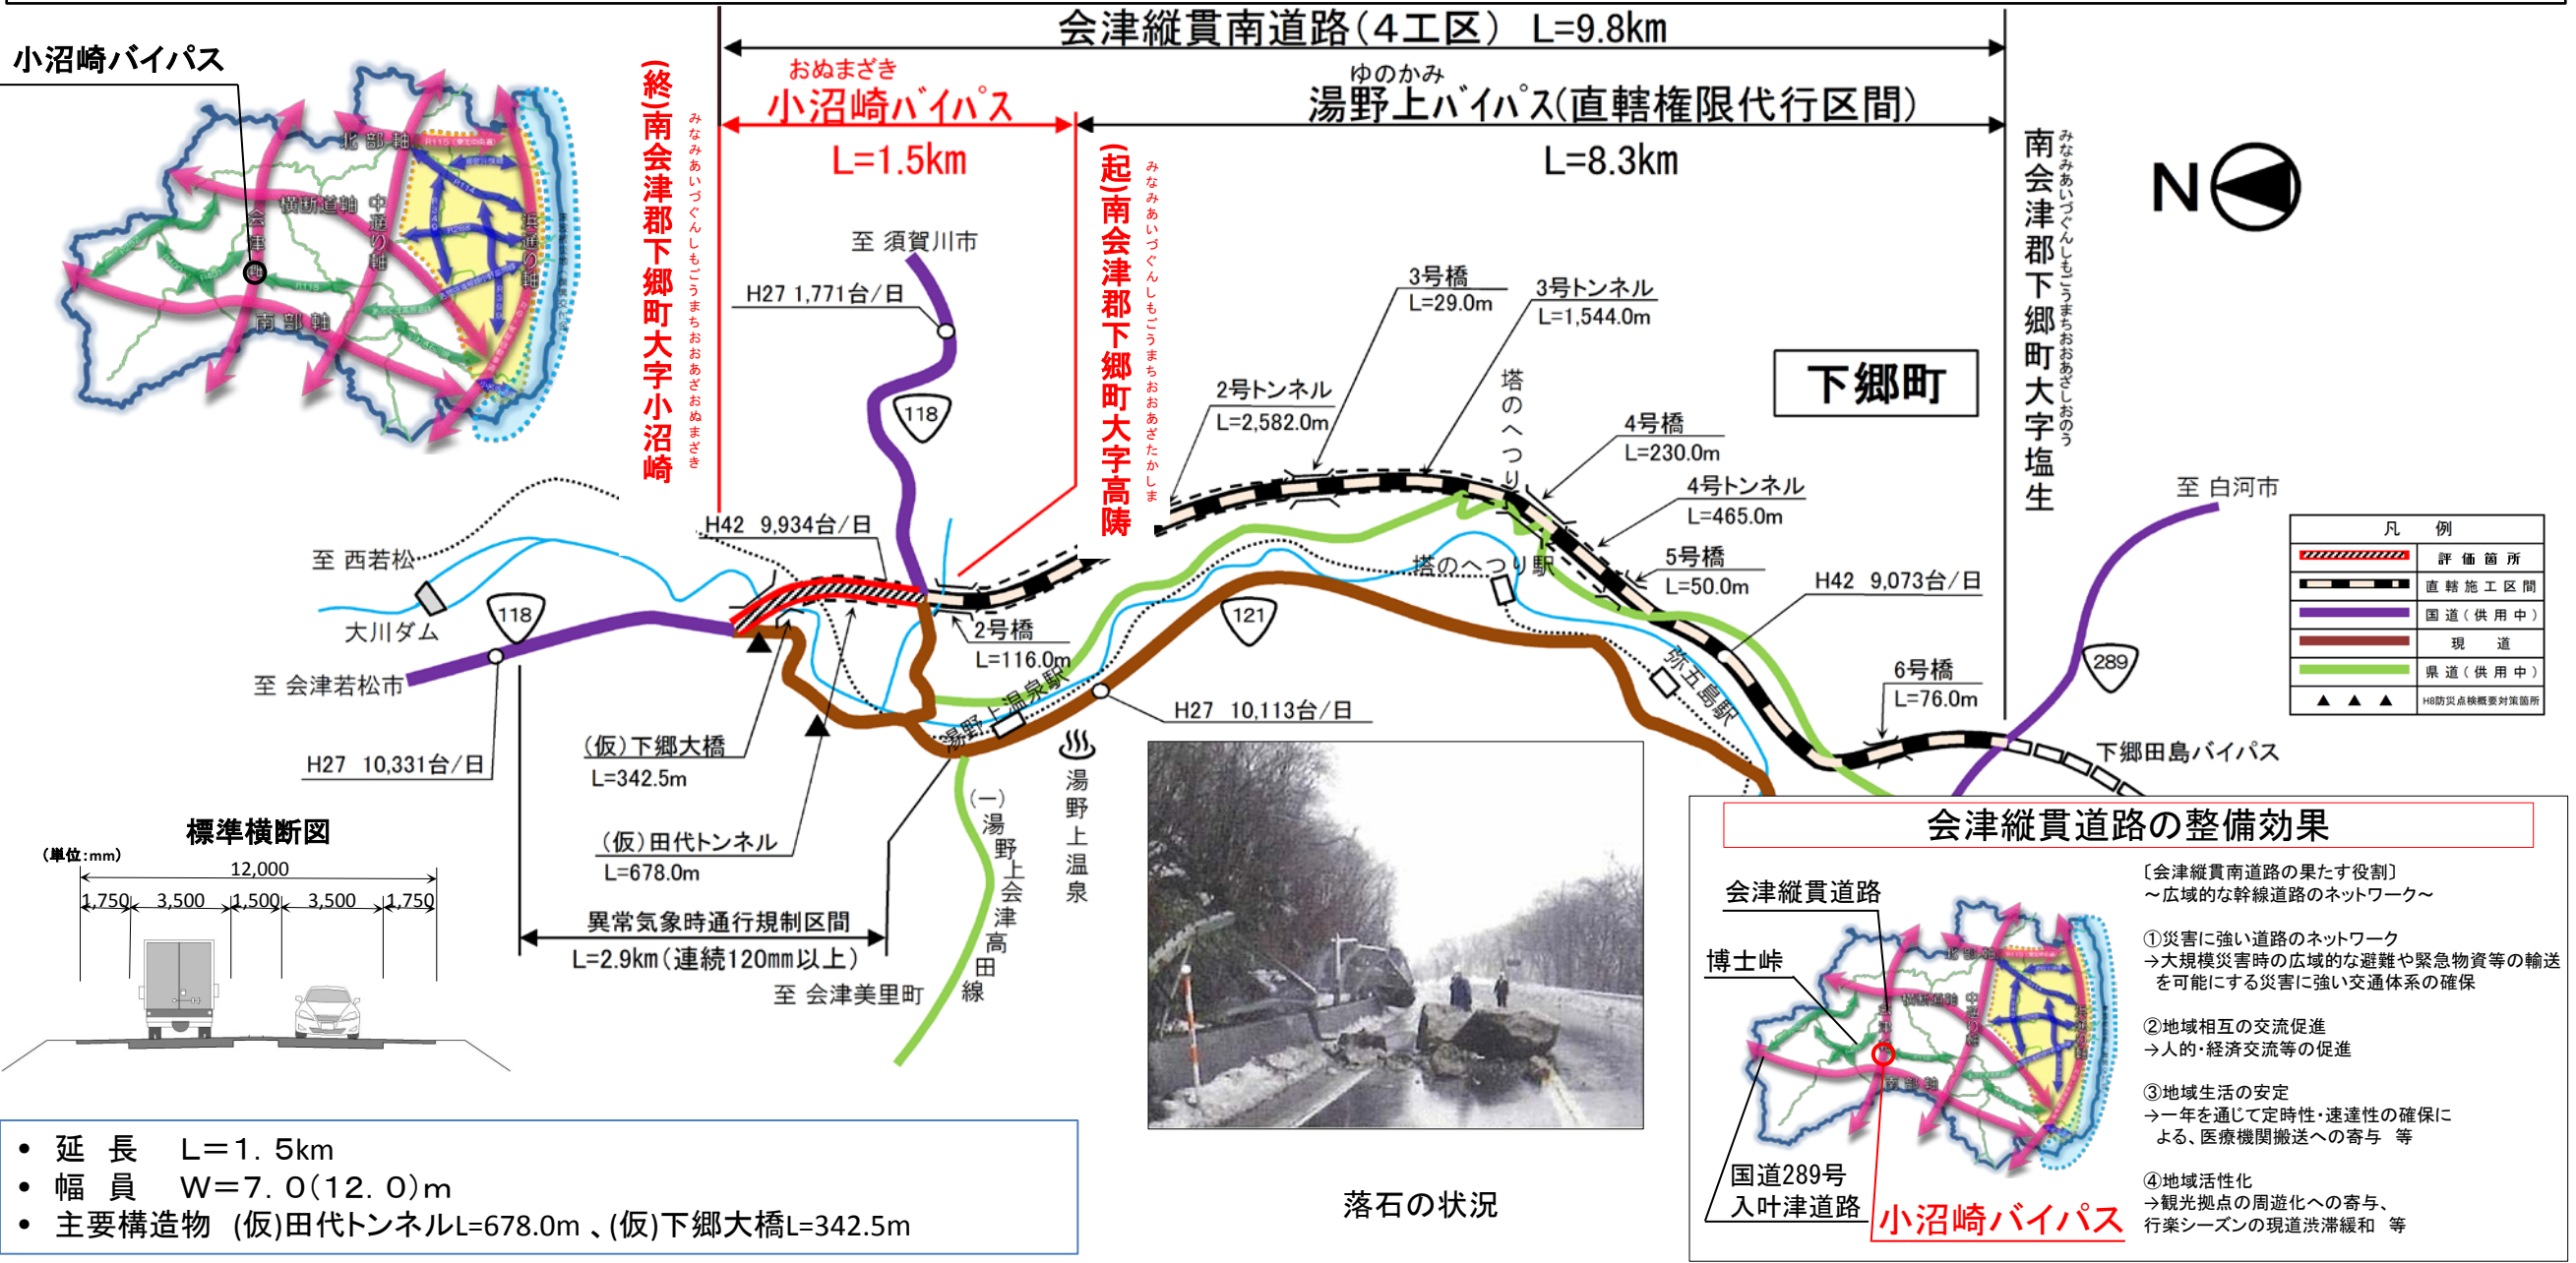 会津縦貫南道路(４工区) L=9.8km
小沼崎バイパス
おぬまざき
小沼崎バイパス
L=1.5km
ゆのかみ
湯野上バイパス(直轄権限代行区間)
L=8.3km
(終)南会津郡下郷町大字小沼崎
みなみあいづぐんしもごうまちおおあざおぬまざき
(起)南会津郡下郷町大字高陦
みなみあいづぐんしもごうまちおおあざたかしま
南会津郡下郷町大字塩生
みなみあいづぐんしもごうまちおおあざしおのう
N
北部軸
横断道軸
中通り軸
会津軸
浜通り軸
南部軸
R115
R114
R288
R118
至 須賀川市
H27 1,771台/日
118
3号橋
L=29.0m
3号トンネル
L=1,544.0m
2号トンネル
L=2,582.0m
塔のへつり
4号橋
L=230.0m
4号トンネル
L=465.0m
5号橋
L=50.0m
下郷町
至 白河市
H42 9,934台/日
H42 9,073台/日
至 西若松
大川ダム
118
至 会津若松市
H27 10,331台/日
2号橋
L=116.0m
121
塔のへつり駅
弥五島駅
湯野上温泉駅
6号橋
L=76.0m
289
下郷田島バイパス
H27 10,113台/日
(仮)下郷大橋
L=342.5m
(仮)田代トンネル
L=678.0m
湯野上温泉
(一)湯野上会津高田線
異常気象時通行規制区間
L=2.9km(連続120mm以上)
至 会津美里町
凡 例
評価箇所
直轄施工区間
国道(供用中)
現 道
県道(供用中)
▲ ▲ ▲ H8防災点検概要対策箇所
標準横断図
(単位:mm)
12,000
1,750 3,500 1,500 3,500 1,750
落石の状況
• 延 長 L＝１．５km
• 幅 員 W＝７．０(１２．０)ｍ
• 主要構造物 (仮)田代トンネルL=678.0m 、(仮)下郷大橋L=342.5m
会津縦貫道路の整備効果
会津縦貫道路
博士峠
国道289号
入叶津道路
小沼崎バイパス
北部軸
横断道軸
中通り軸
南部軸
〔会津縦貫南道路の果たす役割〕
～広域的な幹線道路のネットワーク～
①災害に強い道路のネットワーク
→大規模災害時の広域的な避難や緊急物資等の輸送
を可能にする災害に強い交通体系の確保
②地域相互の交流促進
→人的・経済交流等の促進
③地域生活の安定
→一年を通じて定時性・速達性の確保に
よる、医療機関搬送への寄与 等
④地域活性化
→観光拠点の周遊化への寄与、
行楽シーズンの現道渋滞緩和 等